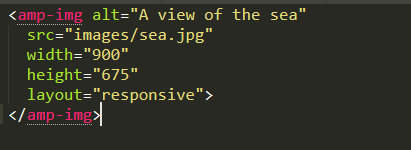 <amp-img alt="A view of the sea"
src="images/sea.jpg"
width="900"
height="675"
layout="responsive">
</amp-img>